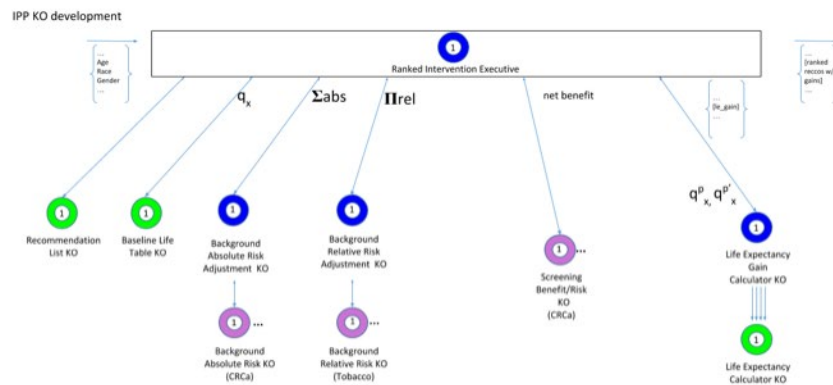 IPP KO development
....
Age
Race
Gender
...
1
Ranked Intervention Executive
....
[ranked
reccos w/
gains]
...
qx
Σabs
Πrel
net benefit
...
[le_gain]
...
q^p_x, q^p'_x
1
Recommendation
List KO
1
Baseline Life
Table KO
1
Background
Absolute Risk
Adjustment KO
1
Background
Relative Risk
Adjustment KO
1 ...
Screening
Benefit/Risk
KO
(CRCa)
1
Life Expectancy
Gain
Calculator KO
1 ...
Background
Absolute Risk KO
(CRCa)
1 ...
Background
Relative Risk KO
(Tobacco)
1
Life Expectancy
Calculator KO